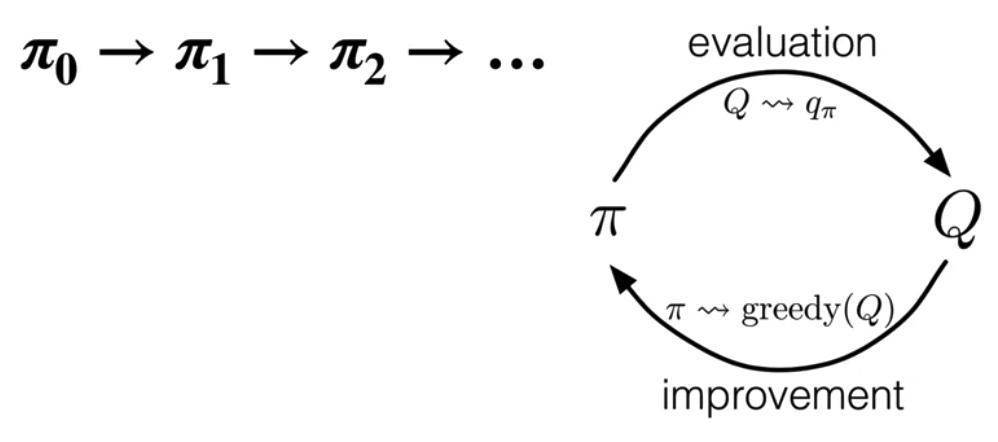 π₀ → π₁ → π₂ → ...
evaluation
Q ⇝ q_π
π
Q
π ⇝ greedy(Q)
improvement